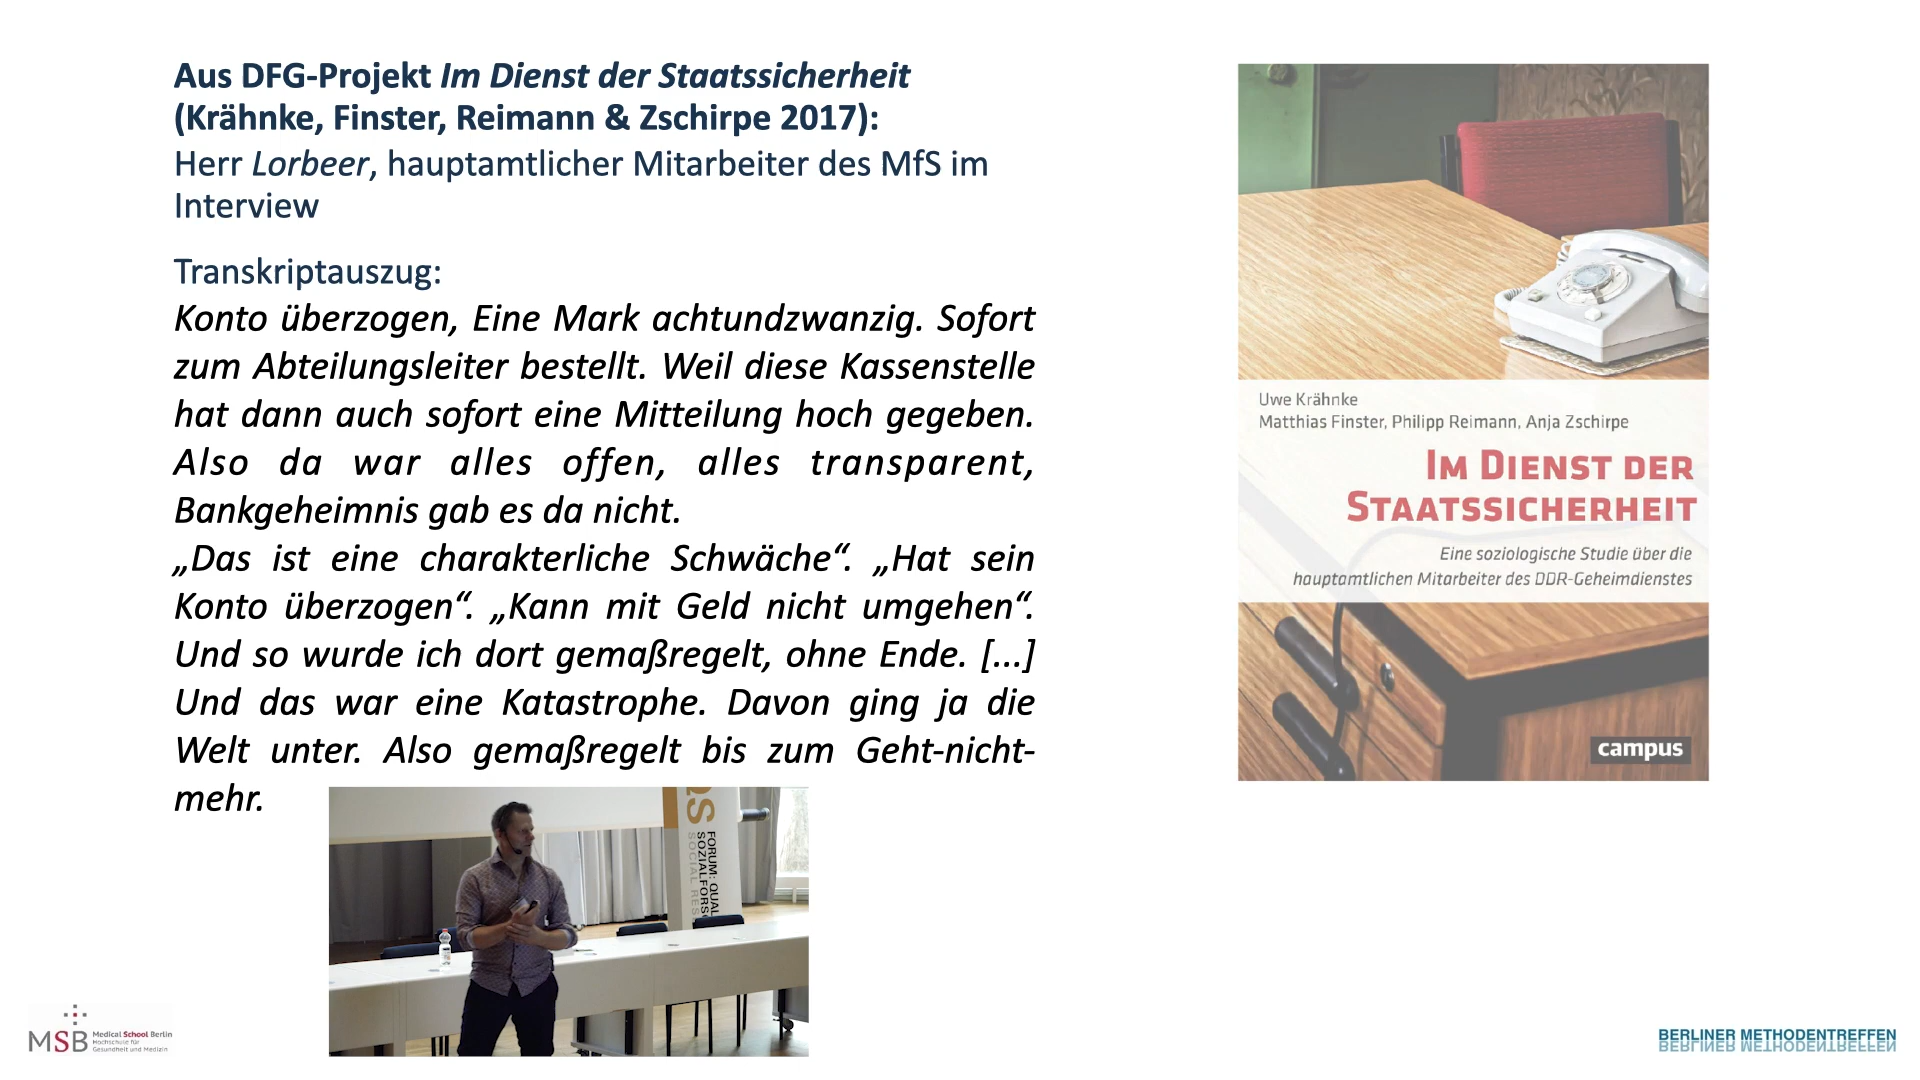 Aus DFG-Projekt Im Dienst der Staatssicherheit
(Krähnke, Finster, Reimann & Zschirpe 2017):
Herr Lorbeer, hauptamtlicher Mitarbeiter des MfS im
Interview
Transkriptauszug:
Konto überzogen, Eine Mark achtundzwanzig. Sofort
zum Abteilungsleiter bestellt. Weil diese Kassenstelle
hat dann auch sofort eine Mitteilung hoch gegeben.
Also da war alles offen, alles transparent,
Bankgeheimnis gab es da nicht.
„Das ist eine charakterliche Schwäche“. „Hat sein
Konto überzogen“. „Kann mit Geld nicht umgehen“.
Und so wurde ich dort gemaßregelt, ohne Ende. [...]
Und das war eine Katastrophe. Davon ging ja die
Welt unter. Also gemaßregelt bis zum Geht-nicht-
mehr.
Uwe Krähnke
Matthias Finster, Philipp Reimann, Anja Zschirpe
IM DIENST DER
STAATSSICHERHEIT
Eine soziologische Studie über die
hauptamtlichen Mitarbeiter des DDR-Geheimdienstes
campus
QS
FORUM: QUAL
SOZIALFORS
SOCIAL RES
MSB Medical School Berlin
Hochschule für
Gesundheit und Medizin
BERLINER METHODENTREFFEN